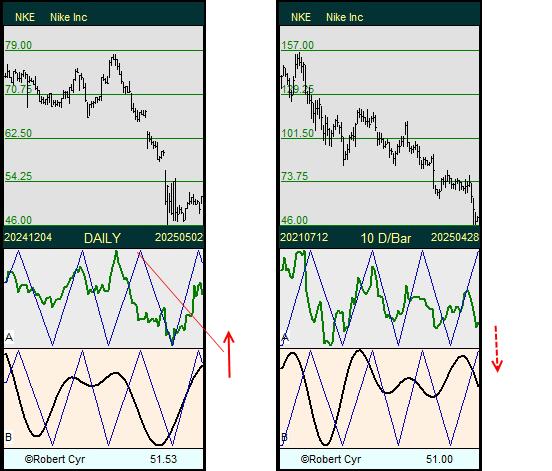 NKE Nike Inc
79.00
70.75
62.50
54.25
46.00
20241204 DAILY 20250502
A
B
©Robert Cyr 51.53
NKE Nike Inc
157.00
129.25
101.50
73.75
46.00
20210712 10 D/Bar 20250428
A
B
©Robert Cyr 51.00